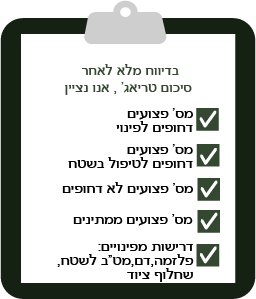 בדיווח מלא לאחר
סיכום טריאג' , אנו נציין
מס' פצועים
דחופים לפינוי
מס' פצועים
דחופים לטיפול בשטח
מס' פצועים לא דחופים
מס' פצועים ממתינים
דרישות מפינויים:
פלזמה,דם,מט"ב לשטח,
שחלוף ציוד